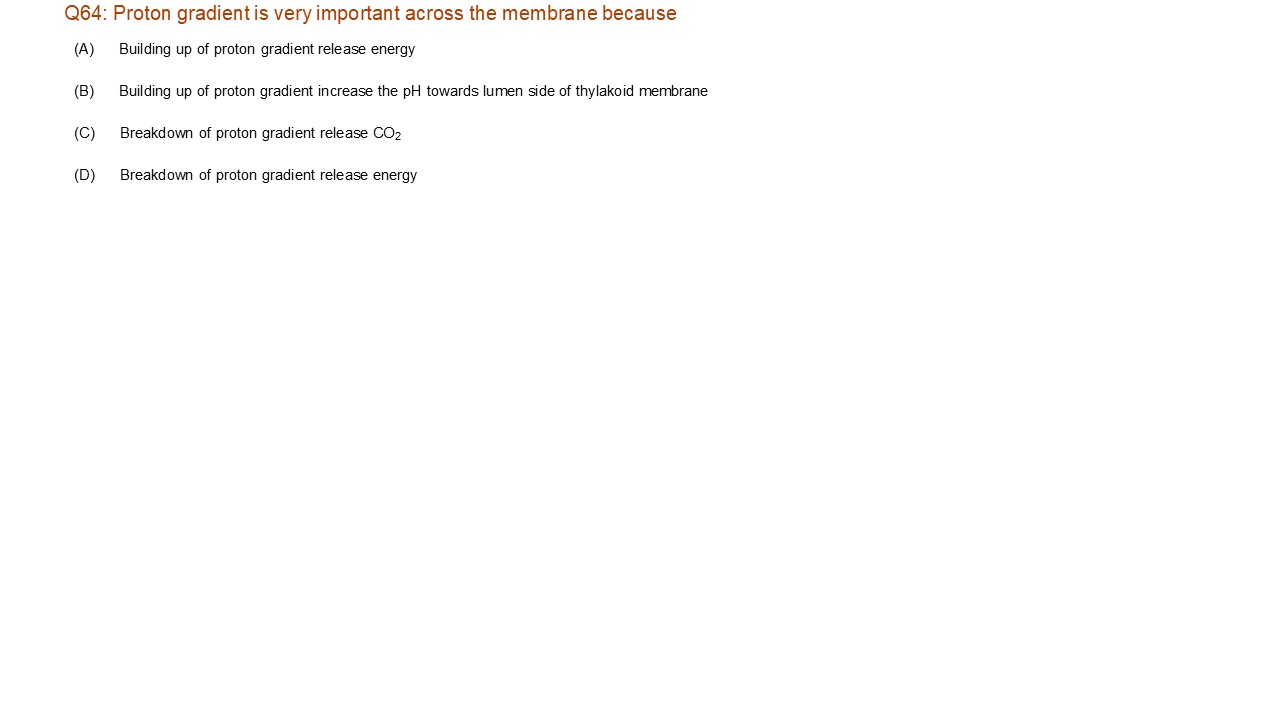 Q64: Proton gradient is very important across the membrane because
(A) Building up of proton gradient release energy
(B) Building up of proton gradient increase the pH towards lumen side of thylakoid membrane
(C) Breakdown of proton gradient release CO₂
(D) Breakdown of proton gradient release energy